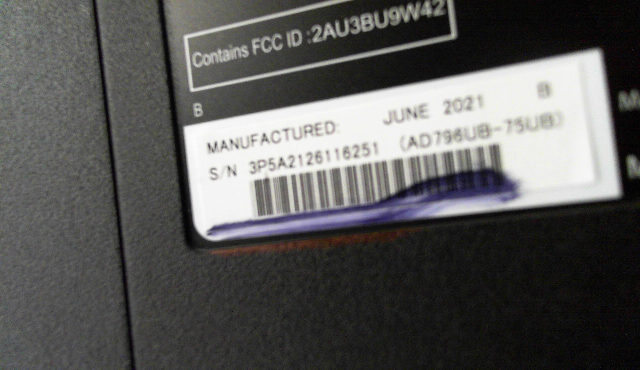 Contains FCC ID :2AU3BU9W42
B
MANUFACTURED: JUNE 2021 B
S/N 3P5A2126116251 (AD796UB-75UB)
M
M